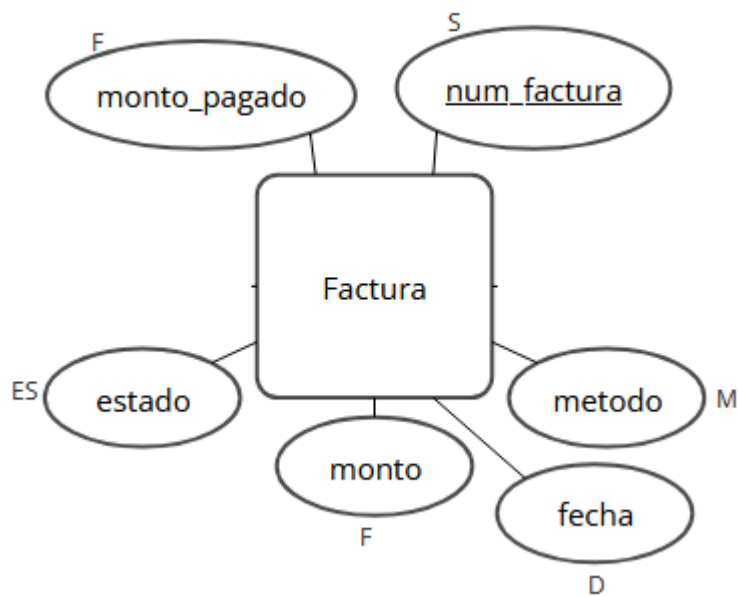 F
S
monto_pagado
num_factura
Factura
ES
estado
metodo
M
monto
fecha
F
D